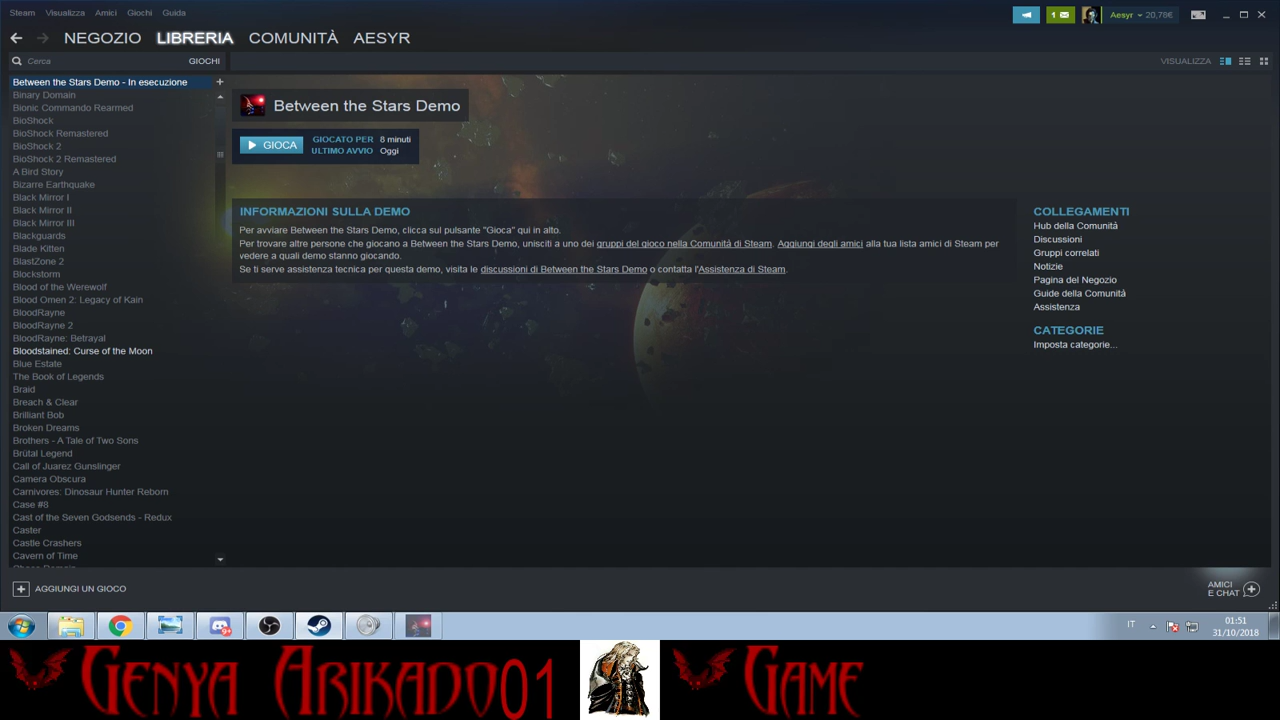 Steam Visualizza Amici Giochi Guida
1 Aesyr 20,78€
NEGOZIO LIBRERIA COMUNITÀ AESYR
Cerca GIOCHI VISUALIZZA
Between the Stars Demo - In esecuzione
Binary Domain
Bionic Commando Rearmed
BioShock
BioShock Remastered
BioShock 2
BioShock 2 Remastered
A Bird Story
Bizarre Earthquake
Black Mirror I
Black Mirror II
Black Mirror III
Blackguards
Blade Kitten
BlastZone 2
Blockstorm
Blood of the Werewolf
Blood Omen 2: Legacy of Kain
BloodRayne
BloodRayne 2
BloodRayne: Betrayal
Bloodstained: Curse of the Moon
Blue Estate
The Book of Legends
Braid
Breach & Clear
Brilliant Bob
Broken Dreams
Brothers - A Tale of Two Sons
Brütal Legend
Call of Juarez Gunslinger
Camera Obscura
Carnivores: Dinosaur Hunter Reborn
Case #8
Cast of the Seven Godsends - Redux
Caster
Castle Crashers
Cavern of Time
Between the Stars Demo
GIOCA
GIOCATO PER 8 minuti
ULTIMO AVVIO Oggi
INFORMAZIONI SULLA DEMO
Per avviare Between the Stars Demo, clicca sul pulsante "Gioca" qui in alto.
Per trovare altre persone che giocano a Between the Stars Demo, unisciti a uno dei gruppi del gioco nella Comunità di Steam. Aggiungi degli amici alla tua lista amici di Steam per
vedere a quali demo stanno giocando.
Se ti serve assistenza tecnica per questa demo, visita le discussioni di Between the Stars Demo o contatta l'Assistenza di Steam.
COLLEGAMENTI
Hub della Comunità
Discussioni
Gruppi correlati
Notizie
Pagina del Negozio
Guide della Comunità
Assistenza
CATEGORIE
Imposta categorie...
AGGIUNGI UN GIOCO
AMICI
E CHAT
IT
01:51
31/10/2018
GENYA ARIKADO01 GAME